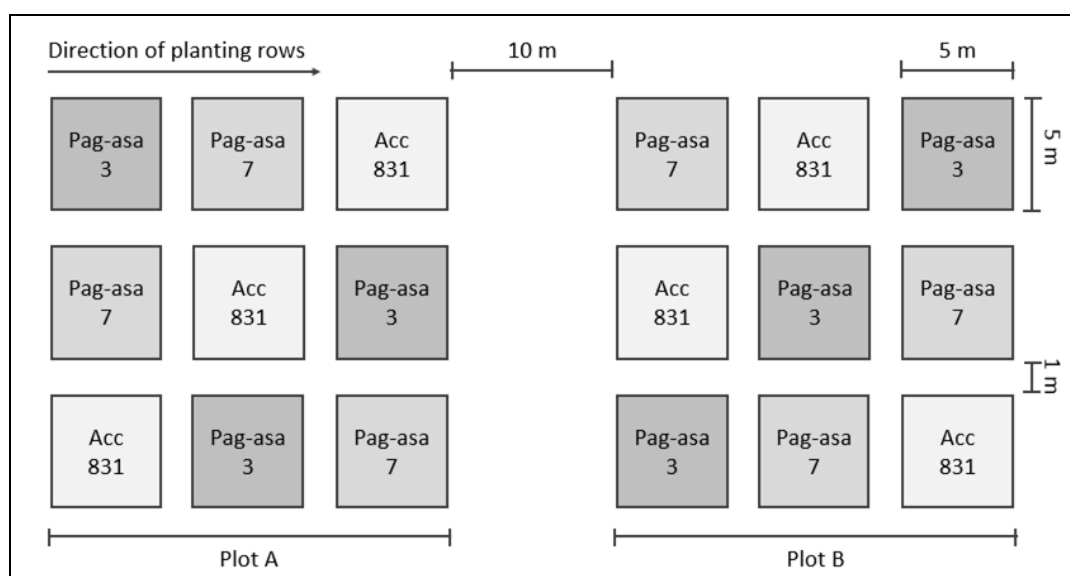 Direction of planting rows
10 m
5 m
Pag-asa
3
Pag-asa
7
Acc
831
Pag-asa
7
Acc
831
Pag-asa
3
5 m
Pag-asa
7
Acc
831
Pag-asa
3
Acc
831
Pag-asa
3
Pag-asa
7
1 m
Acc
831
Pag-asa
3
Pag-asa
7
Pag-asa
3
Pag-asa
7
Acc
831
Plot A
Plot B